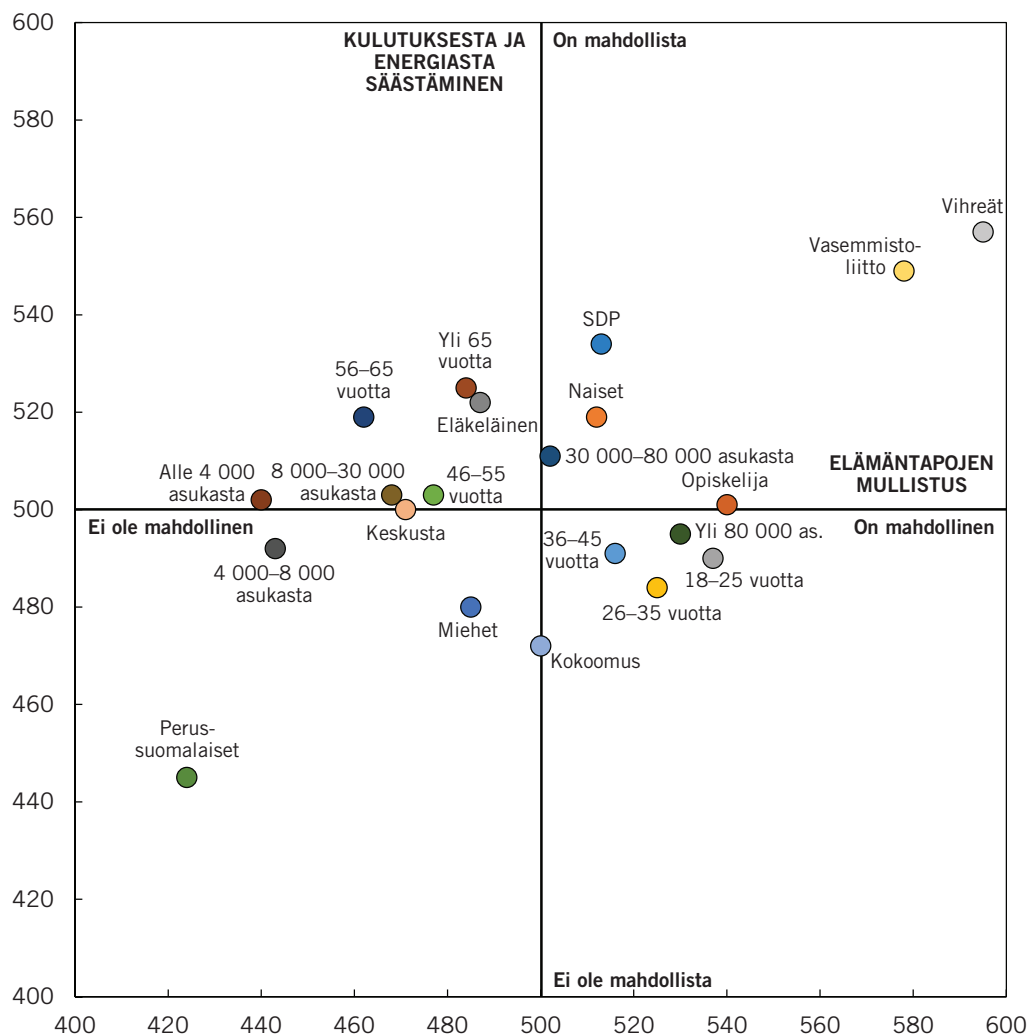 600
KULUTUKSESTA JA
ENERGIASTA
SÄÄSTÄMINEN
On mahdollista
580
560
Vihreät
Vasemmisto-
liitto
540
SDP
Yli 65
vuotta
56–65
vuotta
Naiset
520
Eläkeläinen
30 000–80 000 asukasta
Alle 4 000
asukasta
8 000–30 000
asukasta
46–55
vuotta
Opiskelija
ELÄMÄNTAPOJEN
MULLISTUS
500
Ei ole mahdollinen
Keskusta
36–45
vuotta
Yli 80 000 as.
On mahdollinen
4 000–8 000
asukasta
18–25 vuotta
480
26–35 vuotta
Miehet
Kokoomus
460
Perus-
suomalaiset
440
420
Ei ole mahdollista
400
400 420 440 460 480 500 520 540 560 580 600